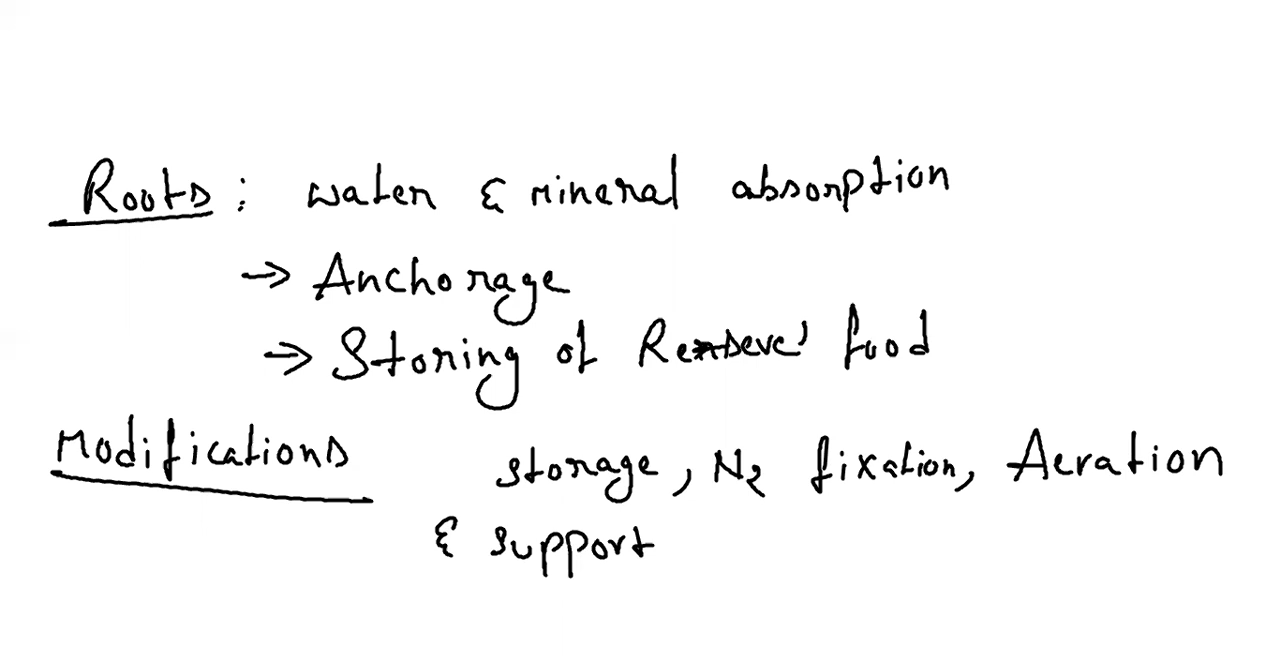 Roots : water & mineral absorption
→ Anchorage
→ Storing of Reserve food
Modifications storage, N2 fixation, Aeration
& support